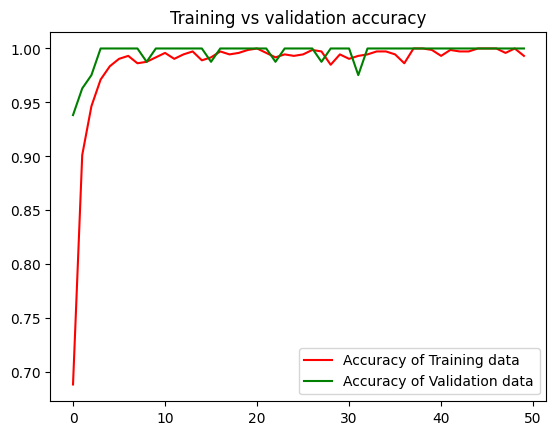 Training vs validation accuracy
1.00
0.95
0.90
0.85
0.80
0.75
0.70
Accuracy of Training data
Accuracy of Validation data
0 10 20 30 40 50